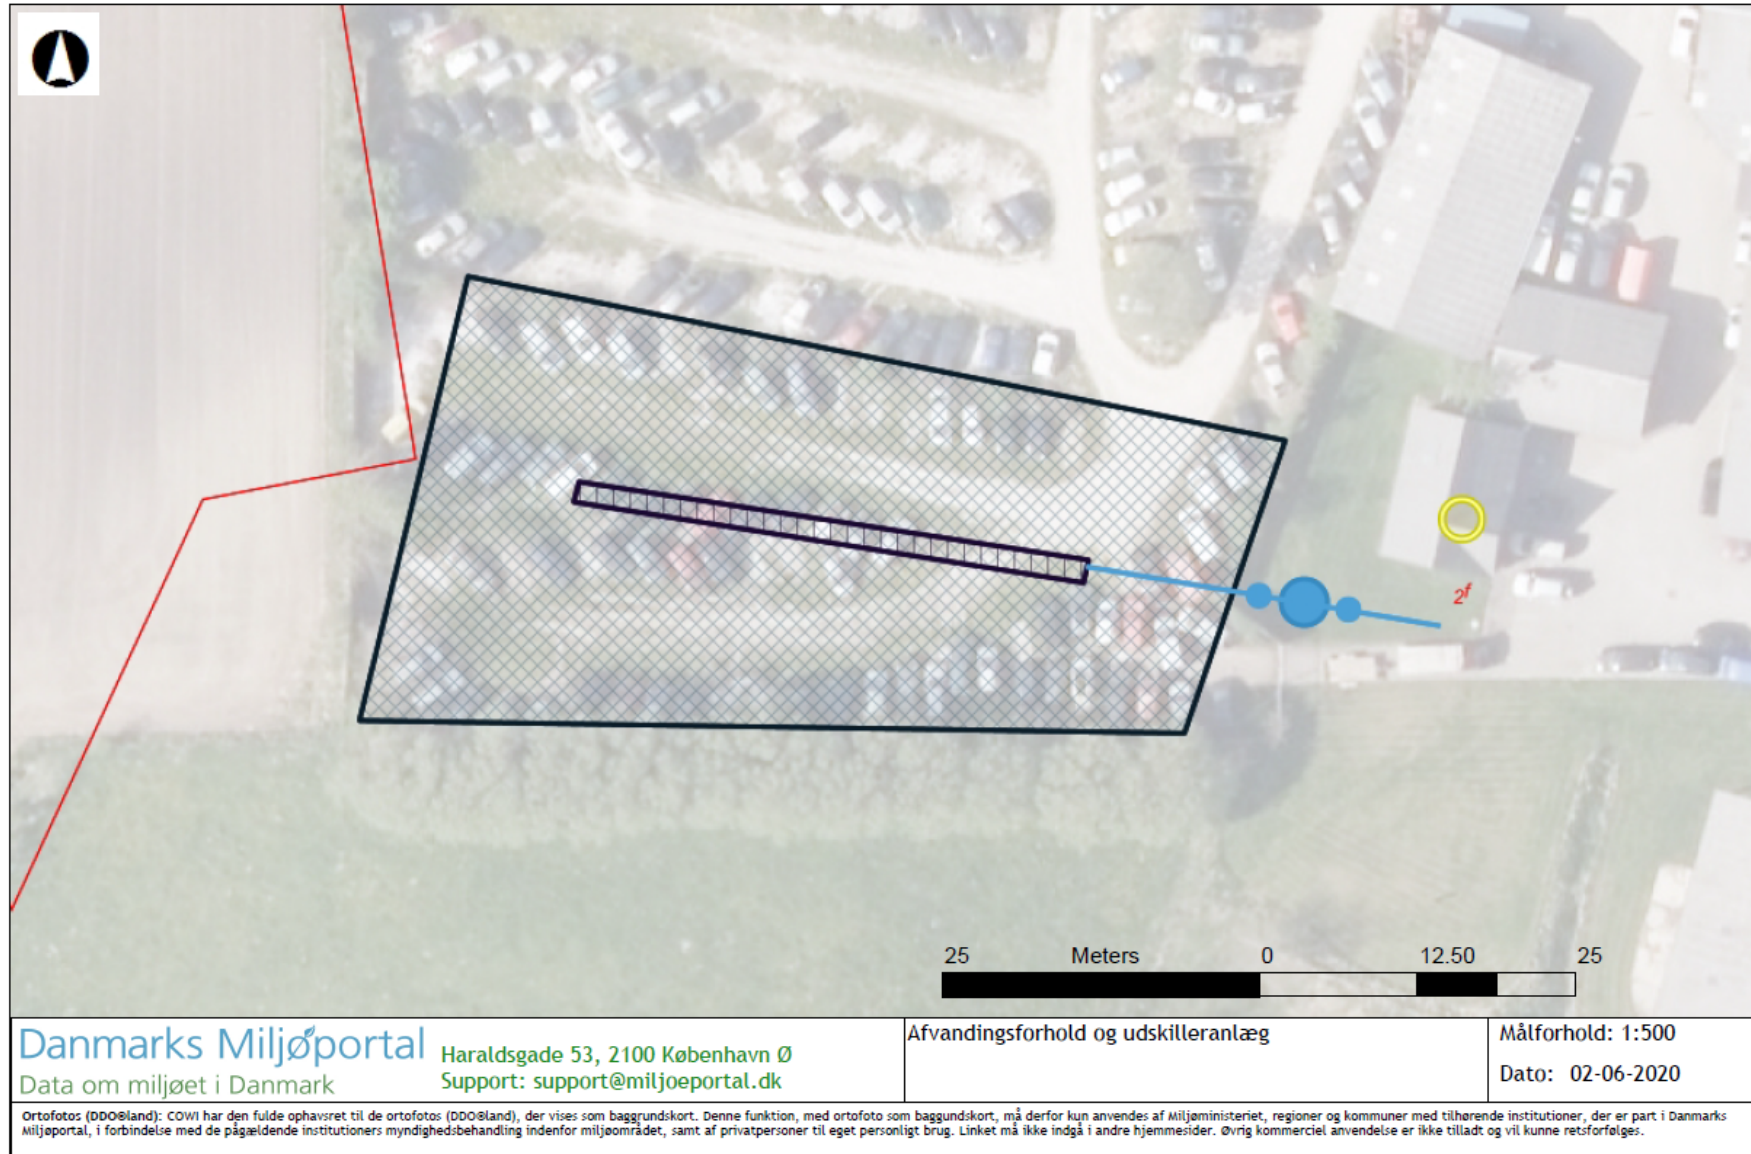 2f
25 Meters 0 12.50 25
Danmarks Miljøportal
Data om miljøet i Danmark
Haraldsgade 53, 2100 København Ø
Support: support@miljoeportal.dk
Afvandingsforhold og udskilleranlæg
Målforhold: 1:500
Dato: 02-06-2020
Ortofotos (DDO®land): COWI har den fulde ophavsret til de ortofotos (DDO®land), der vises som baggrundskort. Denne funktion, med ortofoto som baggundskort, må derfor kun anvendes af Miljøministeriet, regioner og kommuner med tilhørende institutioner, der er part i Danmarks
Miljøportal, i forbindelse med de pågældende institutioners myndighedsbehandling indenfor miljøområdet, samt af privatpersoner til eget personligt brug. Linket må ikke indgå i andre hjemmesider. Øvrig kommerciel anvendelse er ikke tilladt og vil kunne retsforfølges.